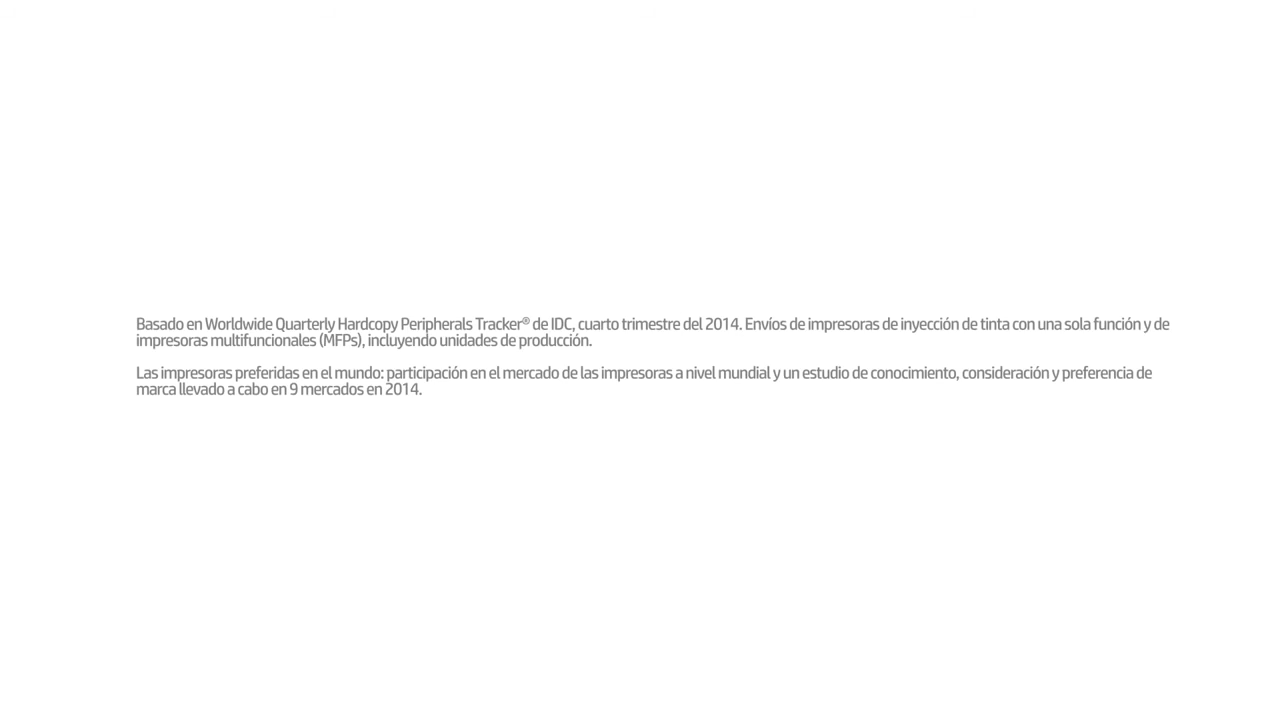 Basado en Worldwide Quarterly Hardcopy Peripherals Tracker® de IDC, cuarto trimestre del 2014. Envíos de impresoras de inyección de tinta con una sola función y de
impresoras multifuncionales (MFPs), incluyendo unidades de producción.
Las impresoras preferidas en el mundo: participación en el mercado de las impresoras a nivel mundial y un estudio de conocimiento, consideración y preferencia de
marca llevado a cabo en 9 mercados en 2014.